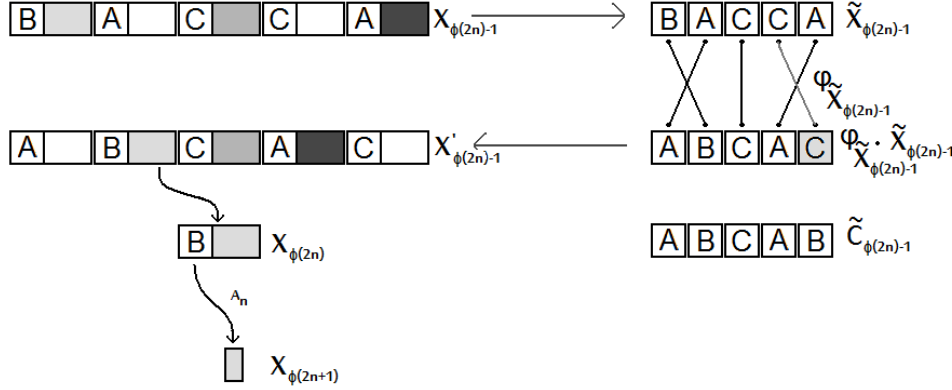 B A C C A X_ϕ(2n)-1 B A C C A X̃_ϕ(2n)-1
φ_X̃_ϕ(2n)-1
A B C A C X'_ϕ(2n)-1 A B C A C φ_X̃_ϕ(2n)-1 · X̃_ϕ(2n)-1
B X_ϕ(2n) A B C A B C̃_ϕ(2n)-1
A_n
X_ϕ(2n+1)